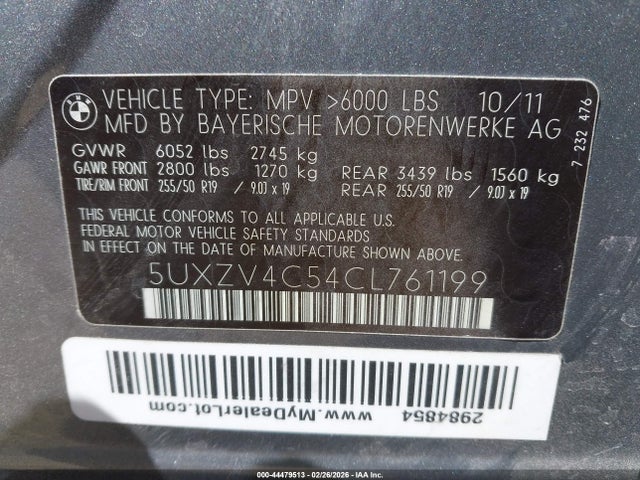 BMW
VEHICLE TYPE: MPV >6000 LBS 10/11
MFD BY BAYERISCHE MOTORENWERKE AG
7 232 476
GVWR 6052 lbs 2745 kg
GAWR FRONT 2800 lbs 1270 kg REAR 3439 lbs 1560 kg
TIRE/RIM FRONT 255/50 R19 / 9.0J x 19 REAR 255/50 R19 / 9.0J x 19
THIS VEHICLE CONFORMS TO ALL APPLICABLE U.S.
FEDERAL MOTOR VEHICLE SAFETY STANDARDS
IN EFFECT ON THE DATE OF MANUFACTURE SHOWN ABOVE.
5UXZV4C54CL761199
2984854
www.MyDealerLot.com
000-44479513 - 02/26/2026 - IAA Inc.